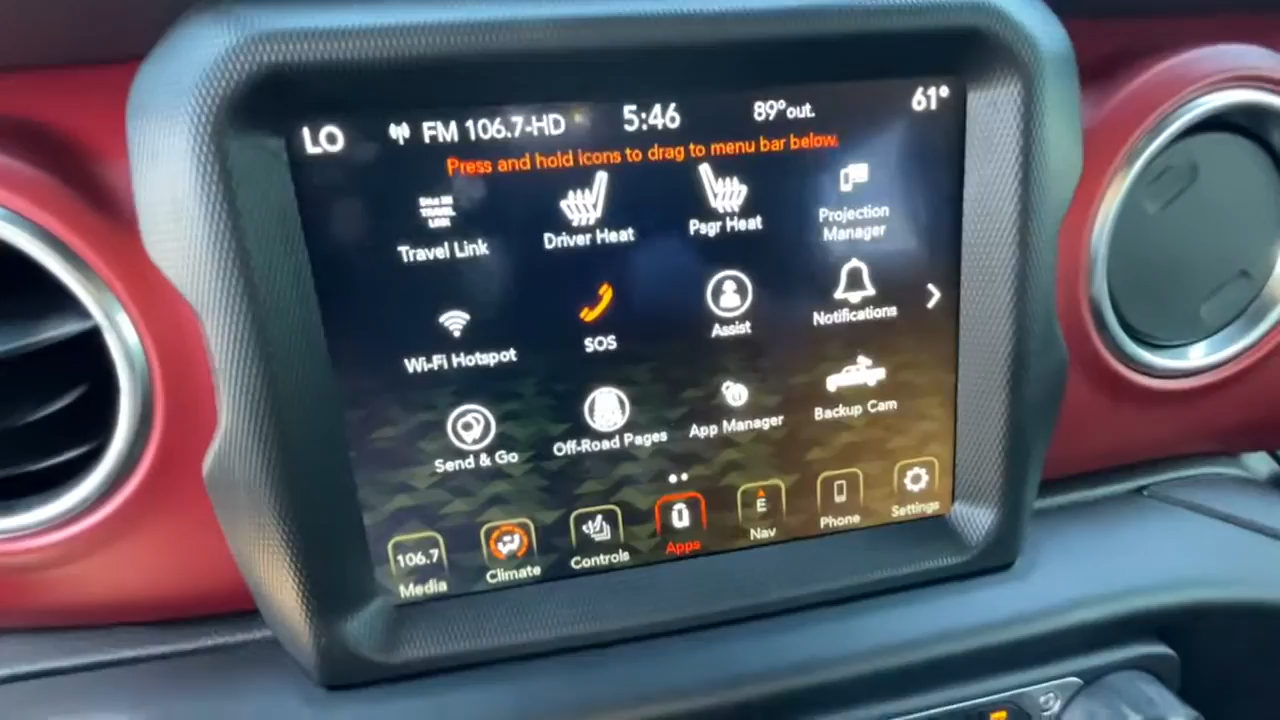 LO FM 106.7-HD 5:46 89° out. 61°
Press and hold icons to drag to menu bar below.
TRAVEL
LINK
Travel Link
Driver Heat
Psgr Heat
Projection
Manager
Wi-Fi Hotspot
SOS
Assist
Notifications
Send & Go
Off-Road Pages
App Manager
Backup Cam
106.7
Media
Climate
Controls
Apps
E
Nav
Phone
Settings